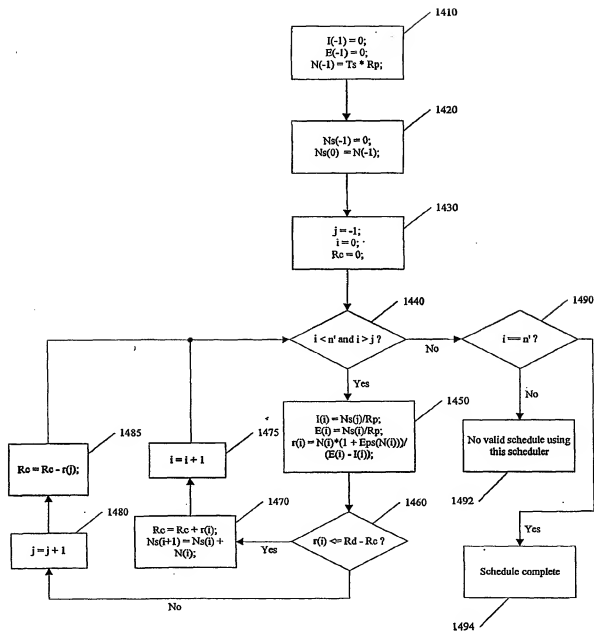 1410
I(-1) = 0;
E(-1) = 0;
N(-1) = Ts * Rp;
1420
Ns(-1) = 0;
Ns(0) = N(-1);
1430
j = -1;
i = 0;
Rc = 0;
1440
i < n' and i > j ?
No
1490
i == n' ?
Yes
No
1450
I(i) = Ns(j)/Rp;
E(i) = Ns(i)/Rp;
r(i) = N(i)*(1 + Eps(N(i)))/
(E(i) - I(i));
No valid schedule using
this scheduler
1492
1485
Rc = Rc - r(j);
1475
i = i + 1
1480
j = j + 1
1470
Rc = Rc + r(i);
Ns(i+1) = Ns(i) +
N(i);
Yes
1460
r(i) <= Rd - Rc ?
Yes
Schedule complete
No
1494